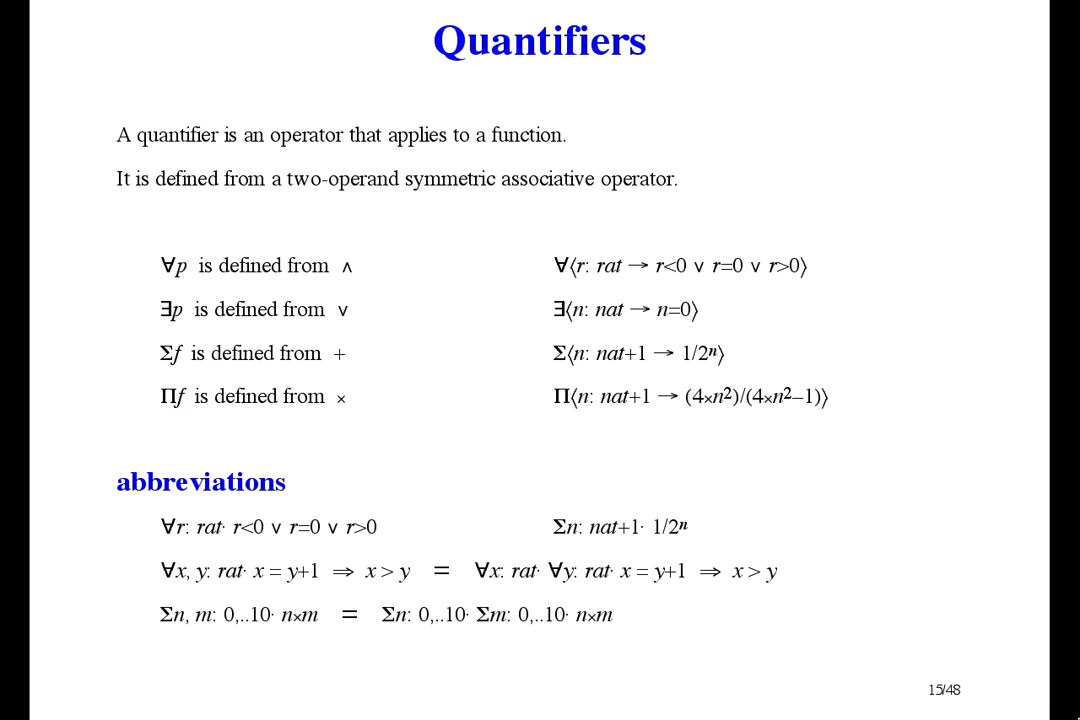 Quantifiers
A quantifier is an operator that applies to a function.
It is defined from a two-operand symmetric associative operator.
∀p is defined from ∧ ∀⟨r: rat → r<0 ∨ r=0 ∨ r>0⟩
∃p is defined from ∨ ∃⟨n: nat → n=0⟩
Σf is defined from + Σ⟨n: nat+1 → 1/2ⁿ⟩
Πf is defined from × Π⟨n: nat+1 → (4×n²)/(4×n²–1)⟩
abbreviations
∀r: rat· r<0 ∨ r=0 ∨ r>0 Σn: nat+1· 1/2ⁿ
∀x, y: rat· x = y+1 ⇒ x > y = ∀x: rat· ∀y: rat· x = y+1 ⇒ x > y
Σn, m: 0,..10· n×m = Σn: 0,..10· Σm: 0,..10· n×m
15/48